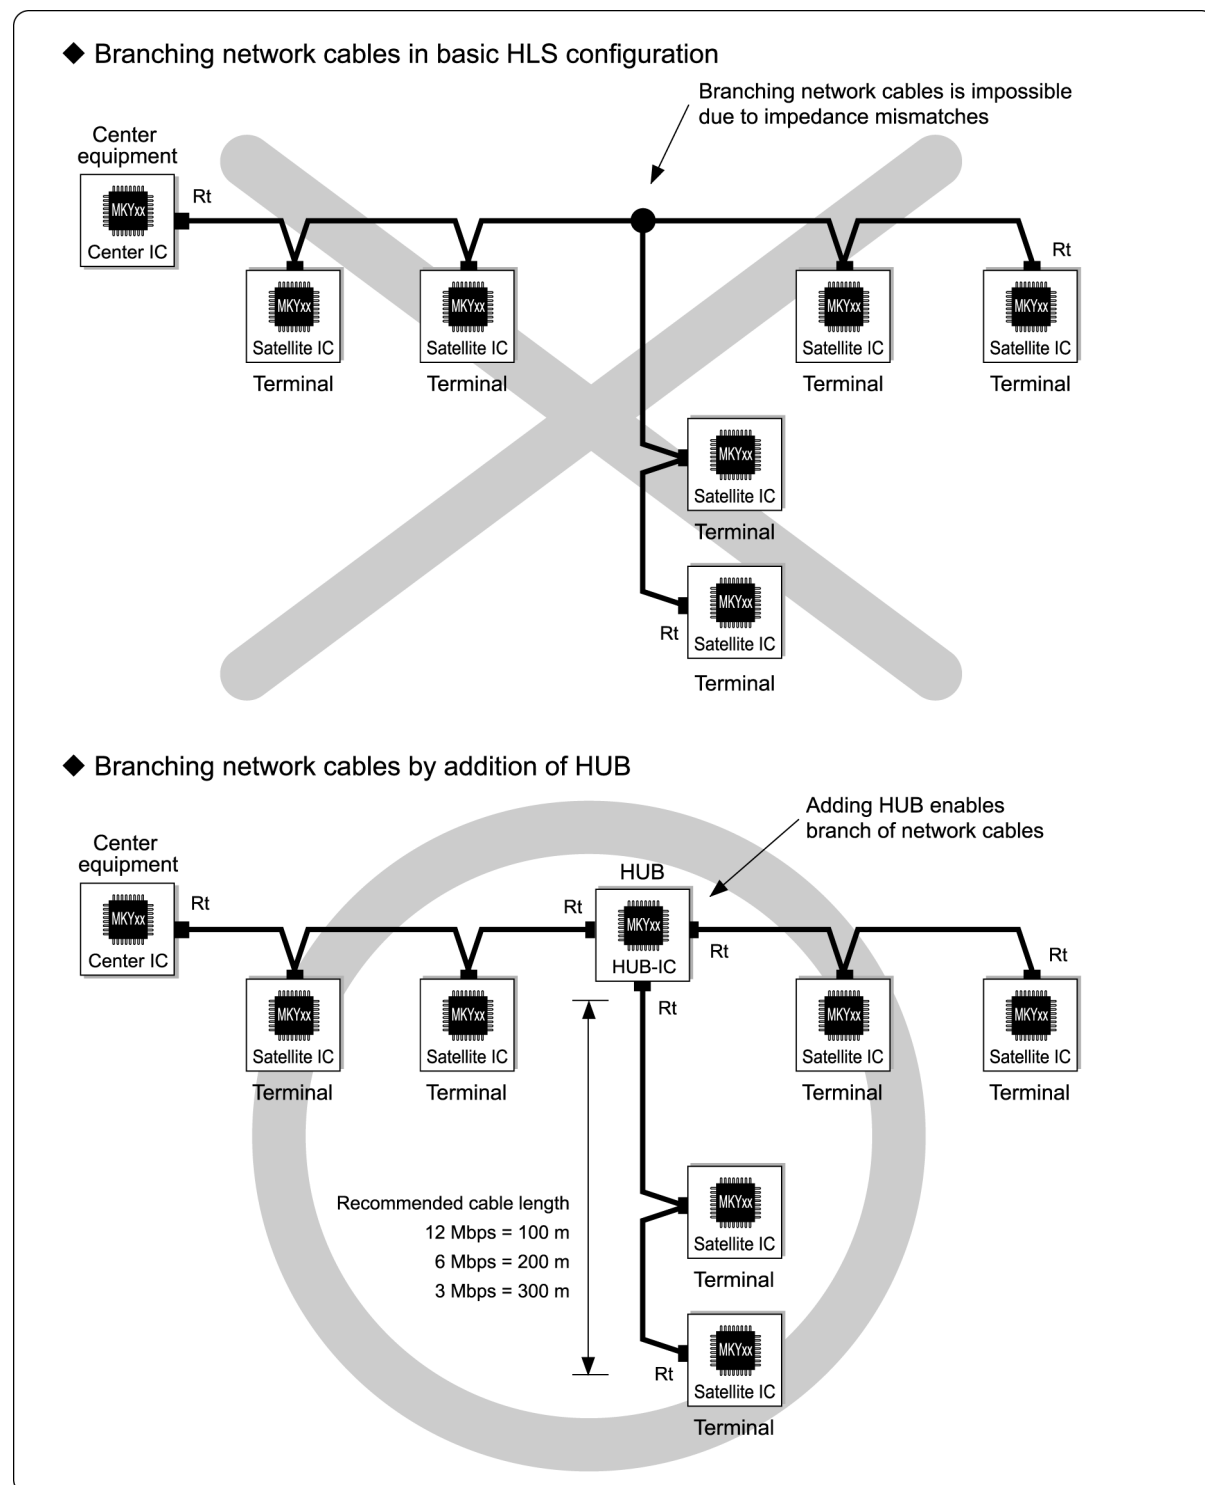 ◆ Branching network cables in basic HLS configuration
Branching network cables is impossible
due to impedance mismatches
Center
equipment
MKYxx
Center IC
Rt
MKYxx
Satellite IC
Terminal
MKYxx
Satellite IC
Terminal
MKYxx
Satellite IC
Terminal
Rt
MKYxx
Satellite IC
Terminal
MKYxx
Satellite IC
Terminal
MKYxx
Rt
Satellite IC
Terminal
◆ Branching network cables by addition of HUB
Adding HUB enables
branch of network cables
Center
equipment
MKYxx
Center IC
Rt
HUB
Rt
MKYxx
HUB-IC
Rt
Rt
MKYxx
Satellite IC
Terminal
MKYxx
Satellite IC
Terminal
MKYxx
Satellite IC
Terminal
Rt
MKYxx
Satellite IC
Terminal
Recommended cable length
12 Mbps = 100 m
6 Mbps = 200 m
3 Mbps = 300 m
MKYxx
Satellite IC
Terminal
MKYxx
Rt
Satellite IC
Terminal